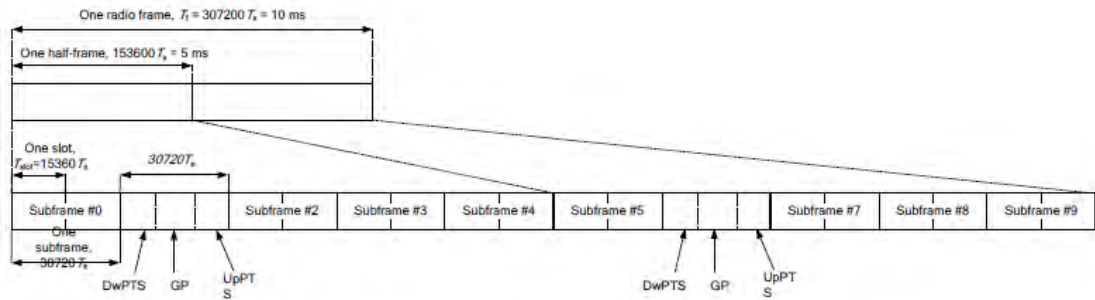 One radio frame, Tf = 307200 Ts = 10 ms
One half-frame, 153600 Ts = 5 ms
One slot,
Tslot=15360 Ts
30720Ts
Subframe #0
Subframe #2
Subframe #3
Subframe #4
Subframe #5
Subframe #7
Subframe #8
Subframe #9
One
subframe,
30720Ts
DwPTS
GP
UpPT
S
DwPTS
GP
UpPT
S